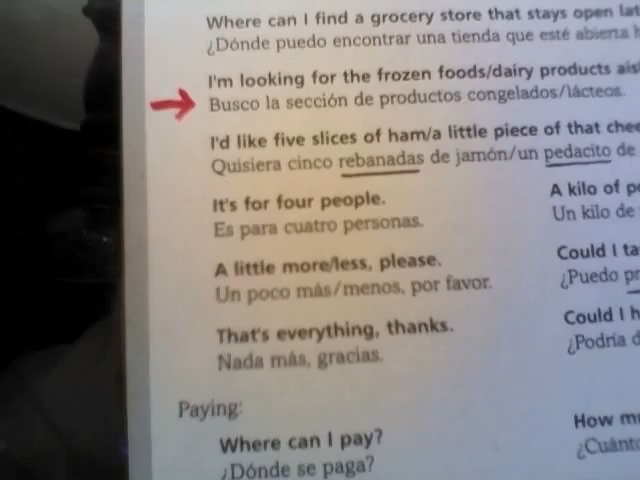 Where can I find a grocery store that stays open
¿Dónde puedo encontrar una tienda que esté abierta
I'm looking for the frozen foods/dairy products
Busco la sección de productos congelados/lácteos.
I'd like five slices of ham/a little piece of that
Quisiera cinco rebanadas de jamón/un pedacito de
It's for four people.
Es para cuatro personas.
A little more/less, please.
Un poco más/menos, por favor.
That's everything, thanks.
Nada más, gracias.
A kilo of
Un kilo de
Could I
¿Puedo
Could I
¿Podría
Paying:
Where can I pay?
¿Dónde se paga?
How